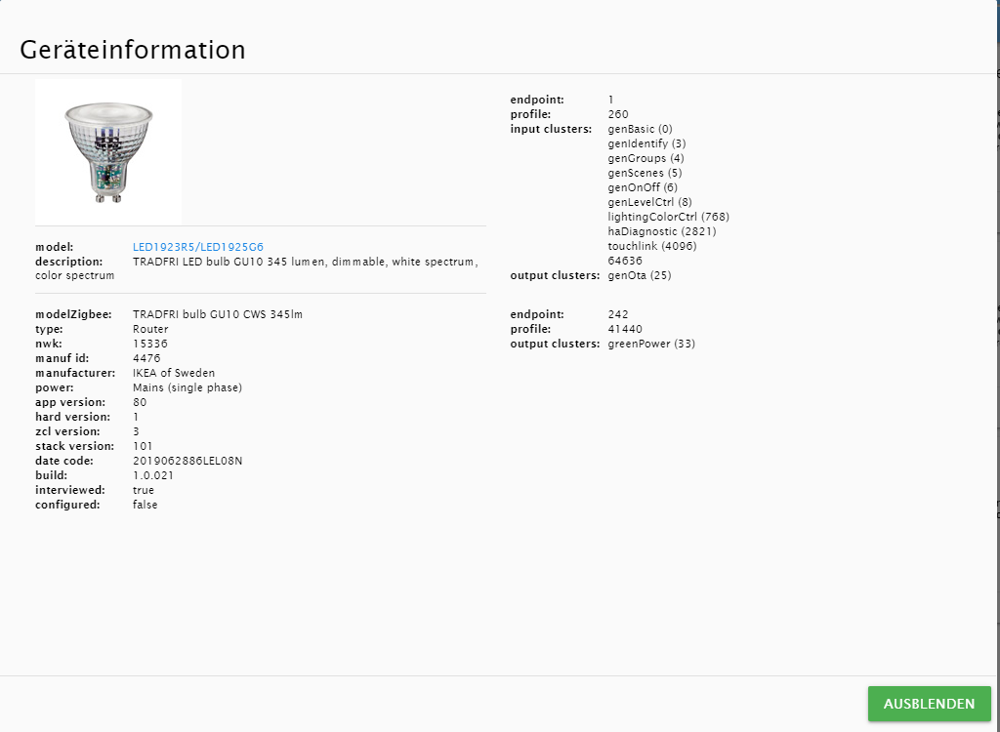 Geräteinformation
model: LED1923R5/LED1925G6
description: TRADFRI LED bulb GU10 345 lumen, dimmable, white spectrum,
color spectrum
modelZigbee: TRADFRI bulb GU10 CWS 345lm
type: Router
nwk: 15336
manuf id: 4476
manufacturer: IKEA of Sweden
power: Mains (single phase)
app version: 80
hard version: 1
zcl version: 3
stack version: 101
date code: 2019062886LEL08N
build: 1.0.021
interviewed: true
configured: false
endpoint: 1
profile: 260
input clusters: genBasic (0)
genIdentify (3)
genGroups (4)
genScenes (5)
genOnOff (6)
genLevelCtrl (8)
lightingColorCtrl (768)
haDiagnostic (2821)
touchlink (4096)
64636
output clusters: genOta (25)
endpoint: 242
profile: 41440
output clusters: greenPower (33)
AUSBLENDEN